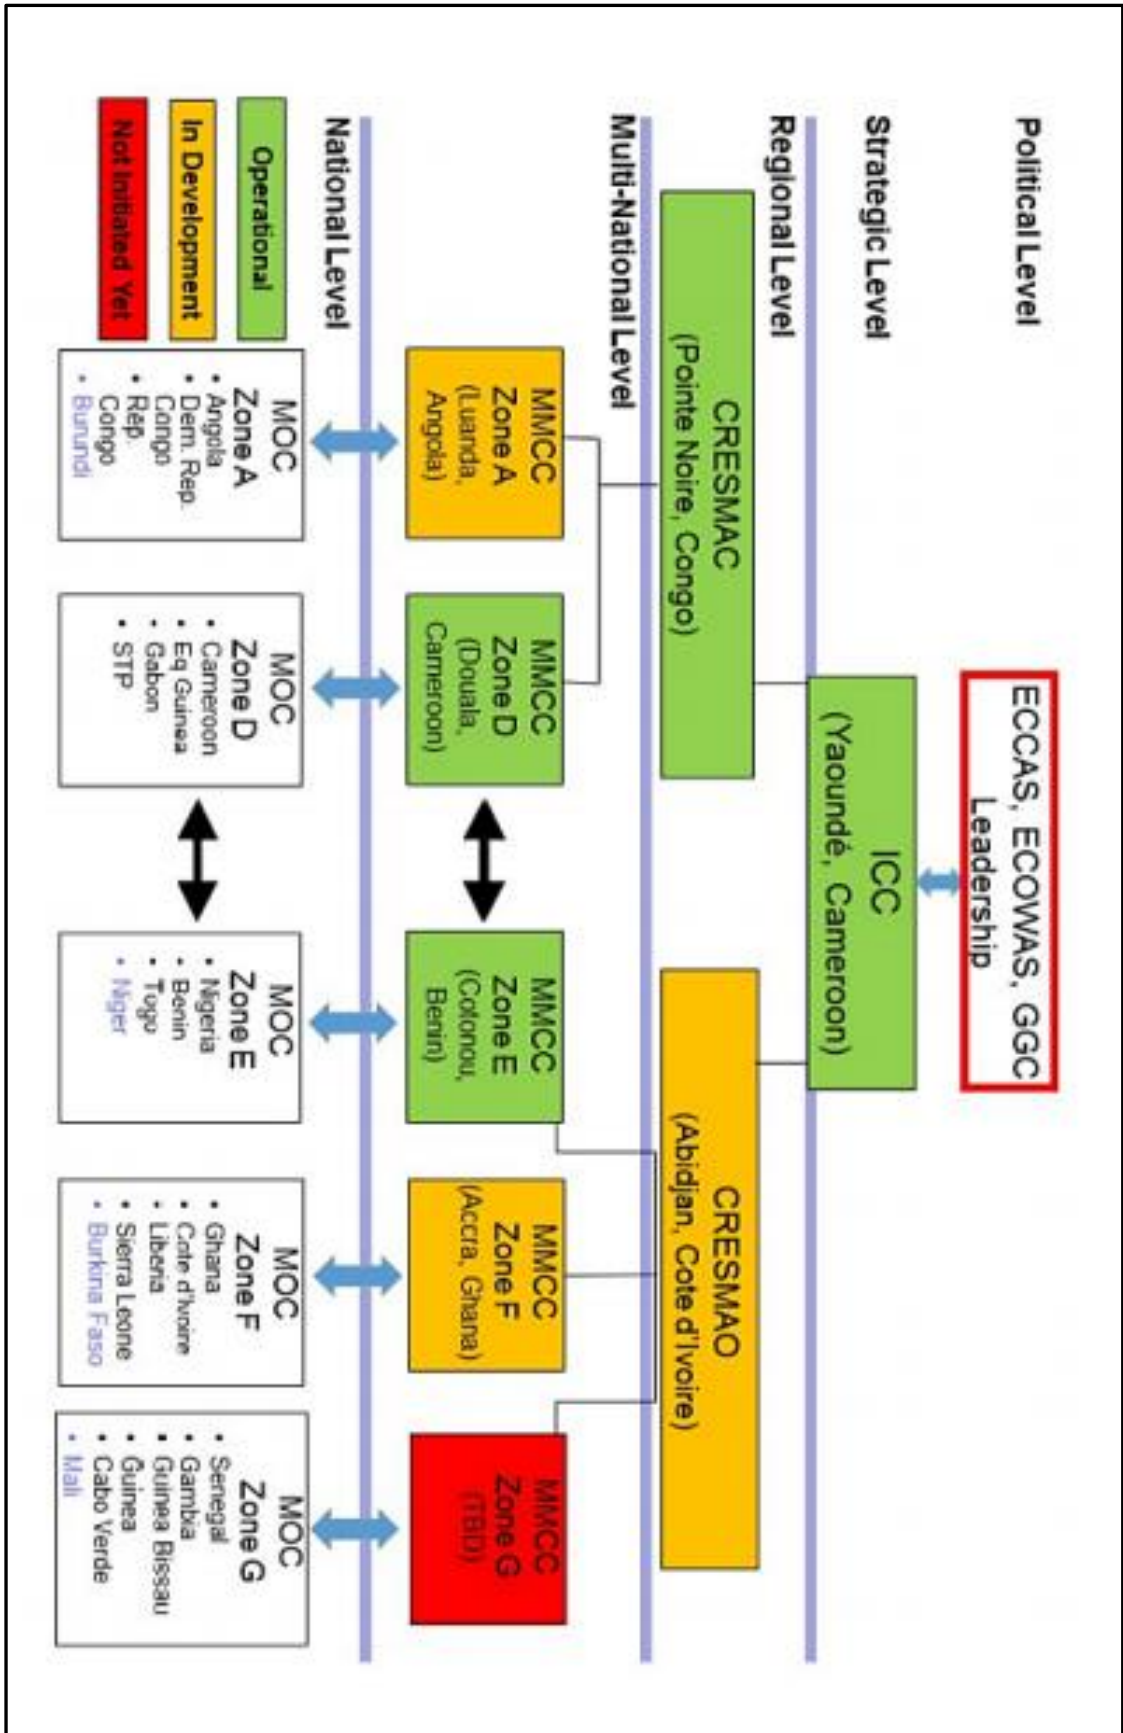 Political Level
ECCAS, ECOWAS, GGC
Leadership
Strategic Level
ICC
(Yaoundé, Cameroon)
Regional Level
CRESMAC
(Pointe Noire, Congo)
CRESMAO
(Abidjan, Cote d'Ivoire)
Multi-National Level
MMCC
Zone A
(Luanda,
Angola)
MMCC
Zone D
(Douala,
Cameroon)
MMCC
Zone E
(Cotonou,
Benin)
MMCC
Zone F
(Accra, Ghana)
MMCC
Zone G
(TBD)
National Level
Operational
In Development
Not Initiated Yet
MOC
Zone A
• Angola
• Dem. Rep.
Congo
• Rep.
Congo
• Burundi
MOC
Zone D
• Cameroon
• Eq Guinea
• Gabon
• STP
MOC
Zone E
• Nigeria
• Benin
• Togo
• Niger
MOC
Zone F
• Ghana
• Cote d'Ivoire
• Liberia
• Sierra Leone
• Burkina Faso
MOC
Zone G
• Senegal
• Gambia
• Guinea Bissau
• Guinea
• Cabo Verde
• Mali